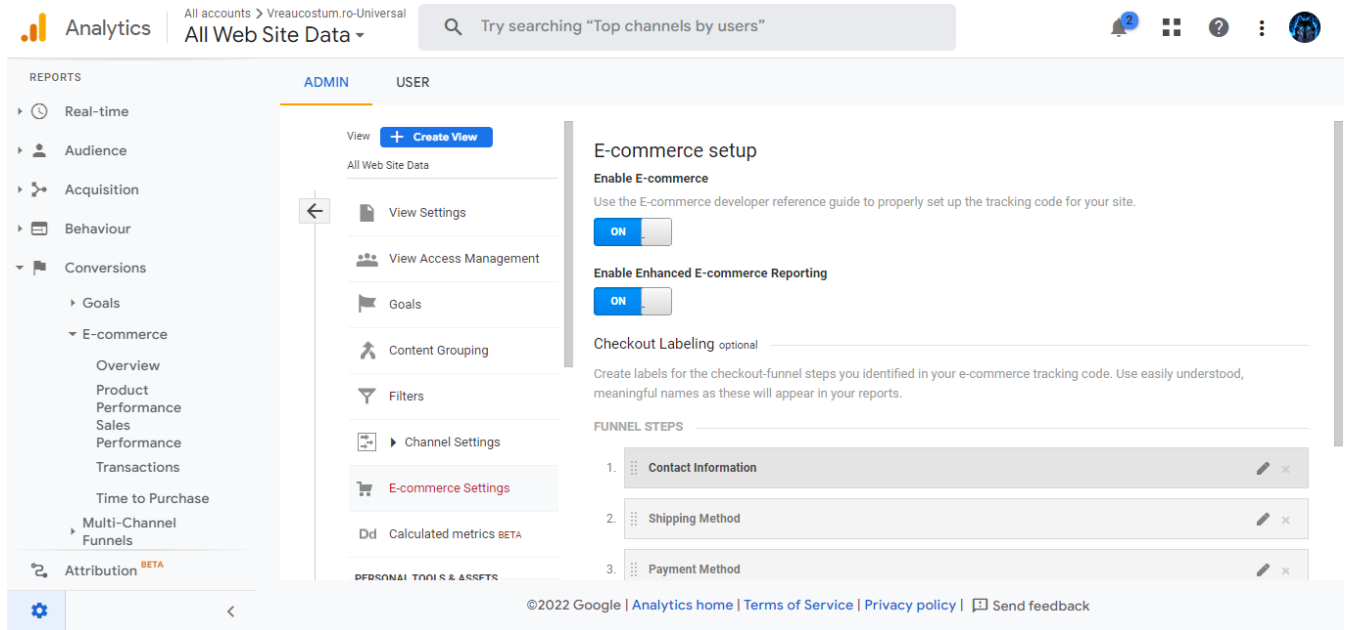 Analytics
All accounts > Vreaucostum.ro-Universal
All Web Site Data
Try searching “Top channels by users”
2
REPORTS
Real-time
Audience
Acquisition
Behaviour
Conversions
Goals
E-commerce
Overview
Product
Performance
Sales
Performance
Transactions
Time to Purchase
Multi-Channel
Funnels
Attribution BETA
ADMIN
USER
View
+ Create View
All Web Site Data
View Settings
View Access Management
Goals
Content Grouping
Filters
Channel Settings
E-commerce Settings
Dd Calculated metrics BETA
PERSONAL TOOLS & ASSETS
E-commerce setup
Enable E-commerce
Use the E-commerce developer reference guide to properly set up the tracking code for your site.
ON
Enable Enhanced E-commerce Reporting
ON
Checkout Labeling optional
Create labels for the checkout-funnel steps you identified in your e-commerce tracking code. Use easily understood,
meaningful names as these will appear in your reports.
FUNNEL STEPS
1. Contact Information
2. Shipping Method
3. Payment Method
©2022 Google | Analytics home | Terms of Service | Privacy policy | Send feedback